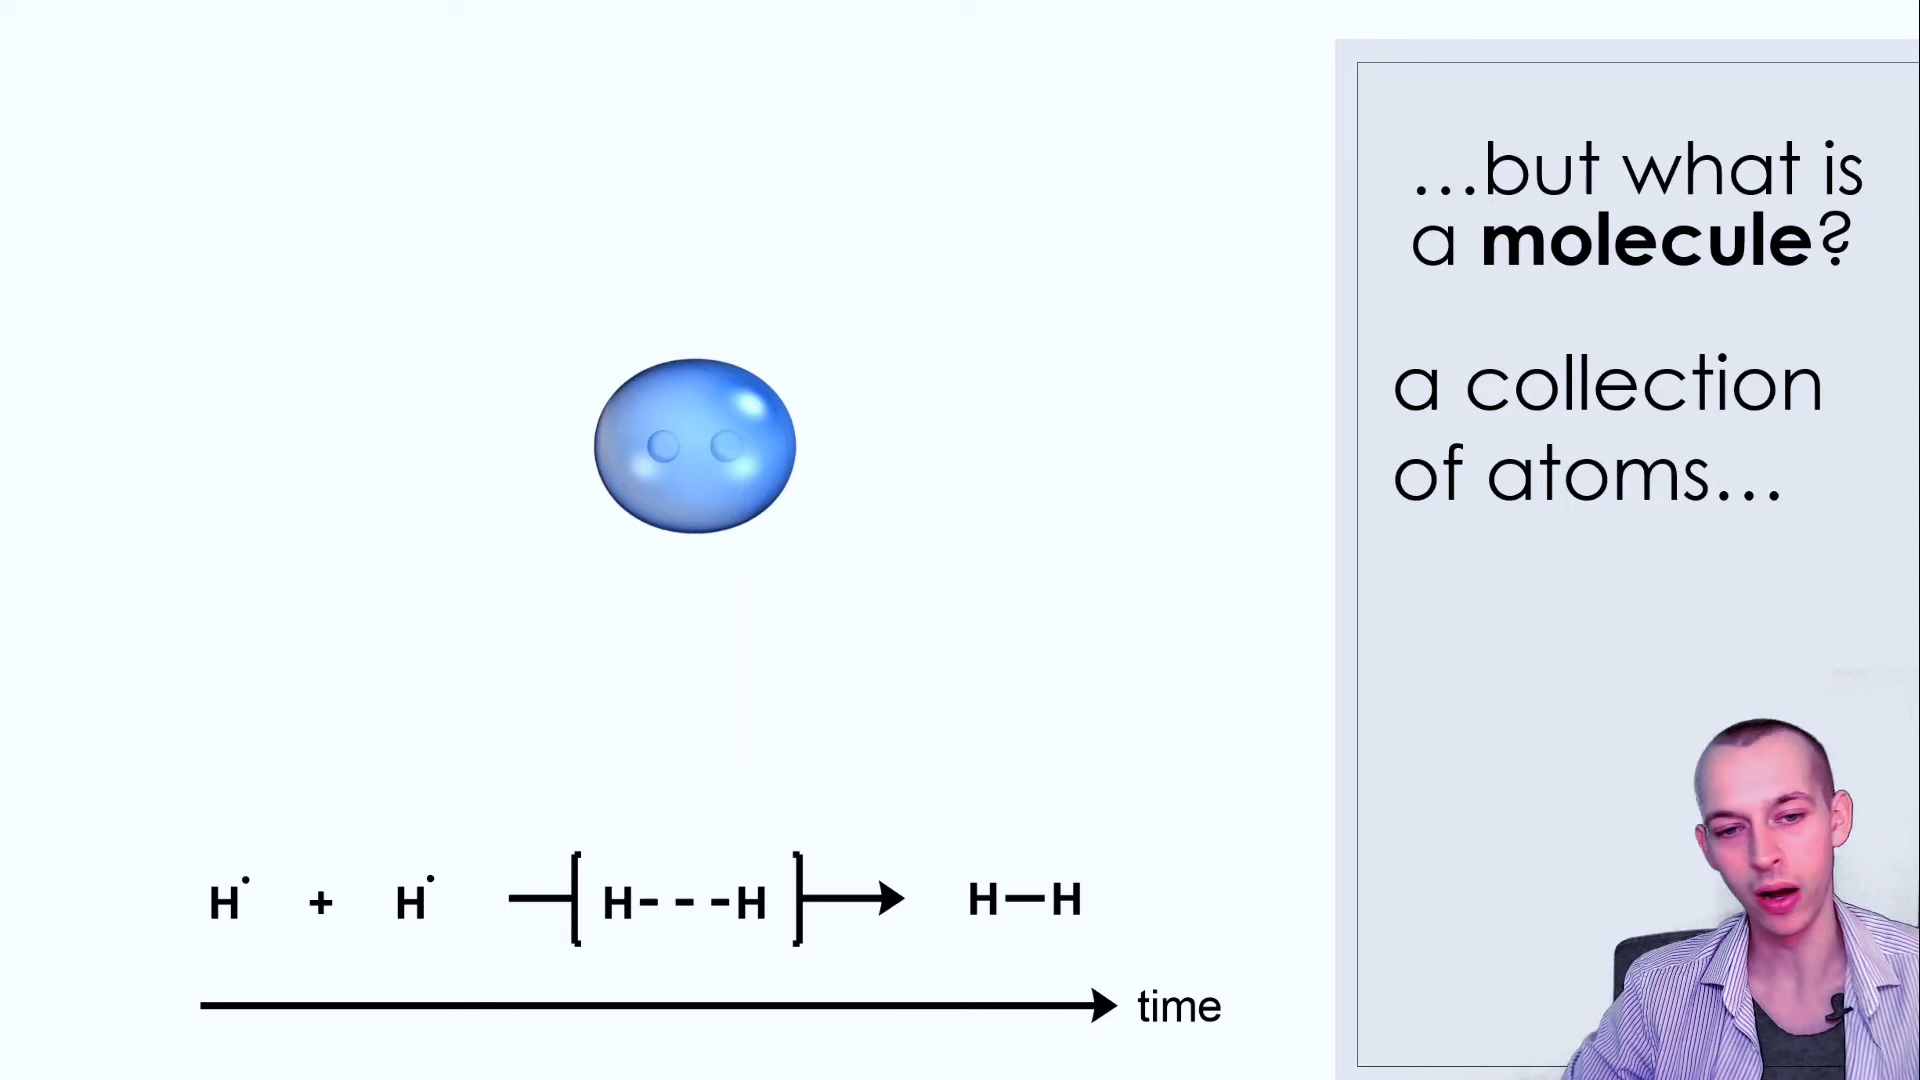 …but what is
a molecule?
a collection
of atoms…
H· + H· [H- - -H] H—H
time